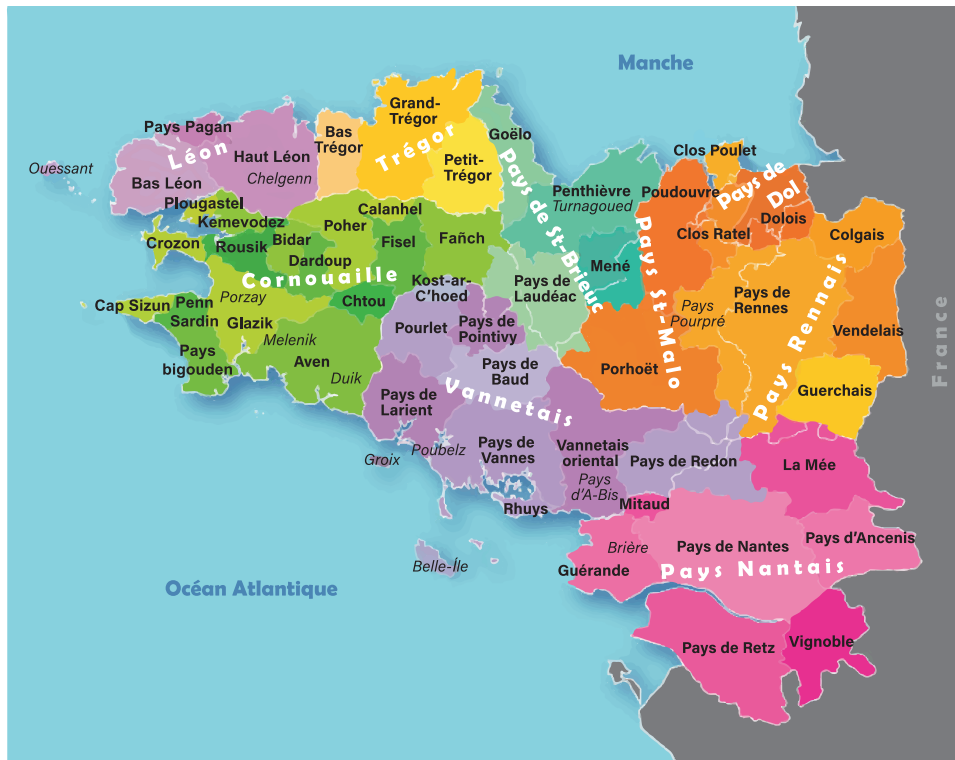 Manche
Grand-
Trégor
Pays Pagan
Bas
Trégor
Trégor
Goëlo
Léon
Haut Léon
Clos Poulet
Ouessant
Petit-
Trégor
Chelgenn
Bas Léon
Penthièvre
Turnagoued
Poudouvre
Pays de
Dol
Plougastel
Calanhel
Pays de St-Brieuc
Kernevodez
Poher
Dolois
Crozon
Rousik
Bidar
Fisel
Fañch
Clos Ratel
Colgais
Dardoup
Mené
Cornouaille
Kost-ar-
C'hoed
Pays de
Laudéac
Pays St-Malo
Pays de
Rennes
Cap Sizun
Penn
Sardin
Porzay
Chtou
Pays
Pourpré
Pays Rennais
Glazik
Pourlet
Pays de
Pointivy
Vendelais
France
Melenik
Pays
bigouden
Aven
Duik
Pays de
Baud
Porhoët
Guerchais
Pays de
Larient
Vannetais
Groix
Poubelz
Pays de
Vannes
Vannetais
oriental
Pays de Redon
La Mée
Pays
d'A-Bis
Rhuys
Mitaud
Brière
Pays de Nantes
Pays d'Ancenis
Belle-Île
Guérande
Pays Nantais
Océan Atlantique
Pays de Retz
Vignoble